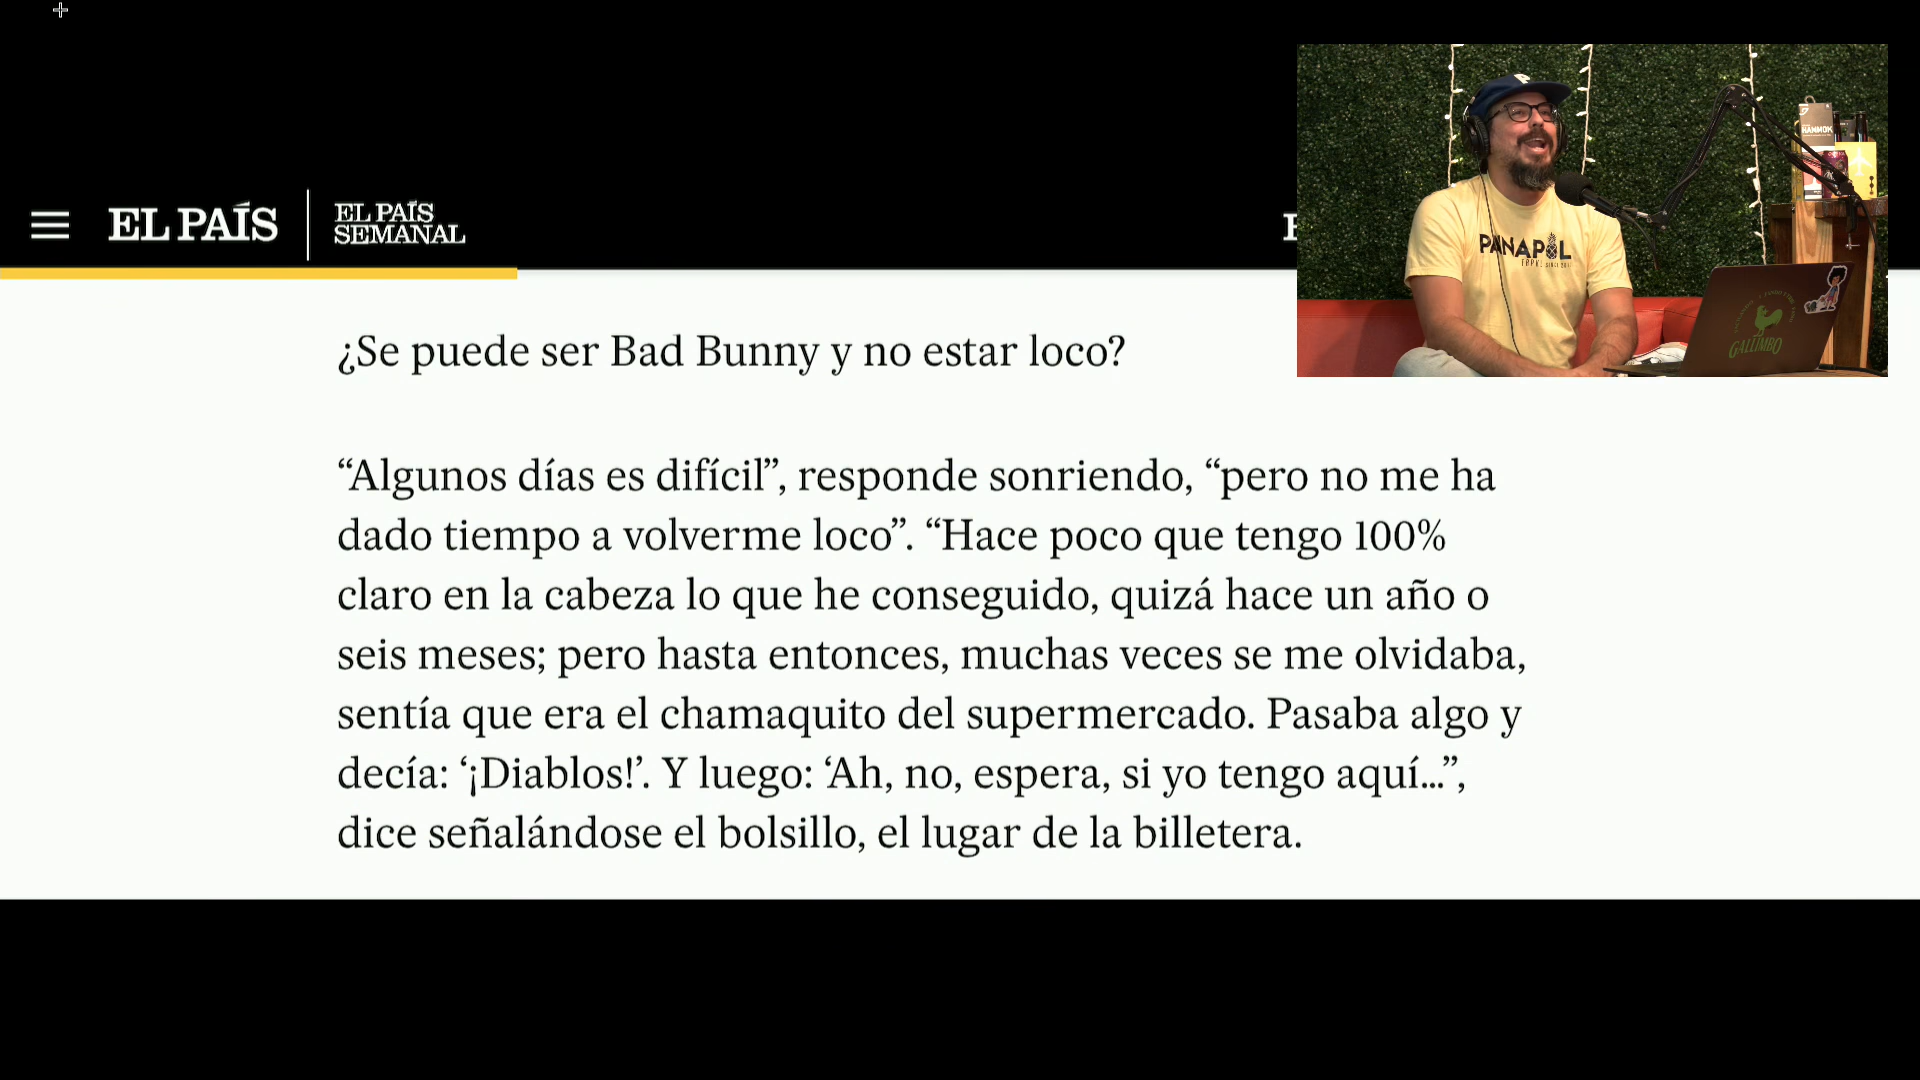 EL PAÍS
EL PAÍS
SEMANAL
¿Se puede ser Bad Bunny y no estar loco?
“Algunos días es difícil”, responde sonriendo, “pero no me ha
dado tiempo a volverme loco”. “Hace poco que tengo 100%
claro en la cabeza lo que he conseguido, quizá hace un año o
seis meses; pero hasta entonces, muchas veces se me olvidaba,
sentía que era el chamaquito del supermercado. Pasaba algo y
decía: ‘¡Diablos!’. Y luego: ‘Ah, no, espera, si yo tengo aquí...”,
dice señalándose el bolsillo, el lugar de la billetera.
PANAPOL
HAMMOK
GALLIMBO